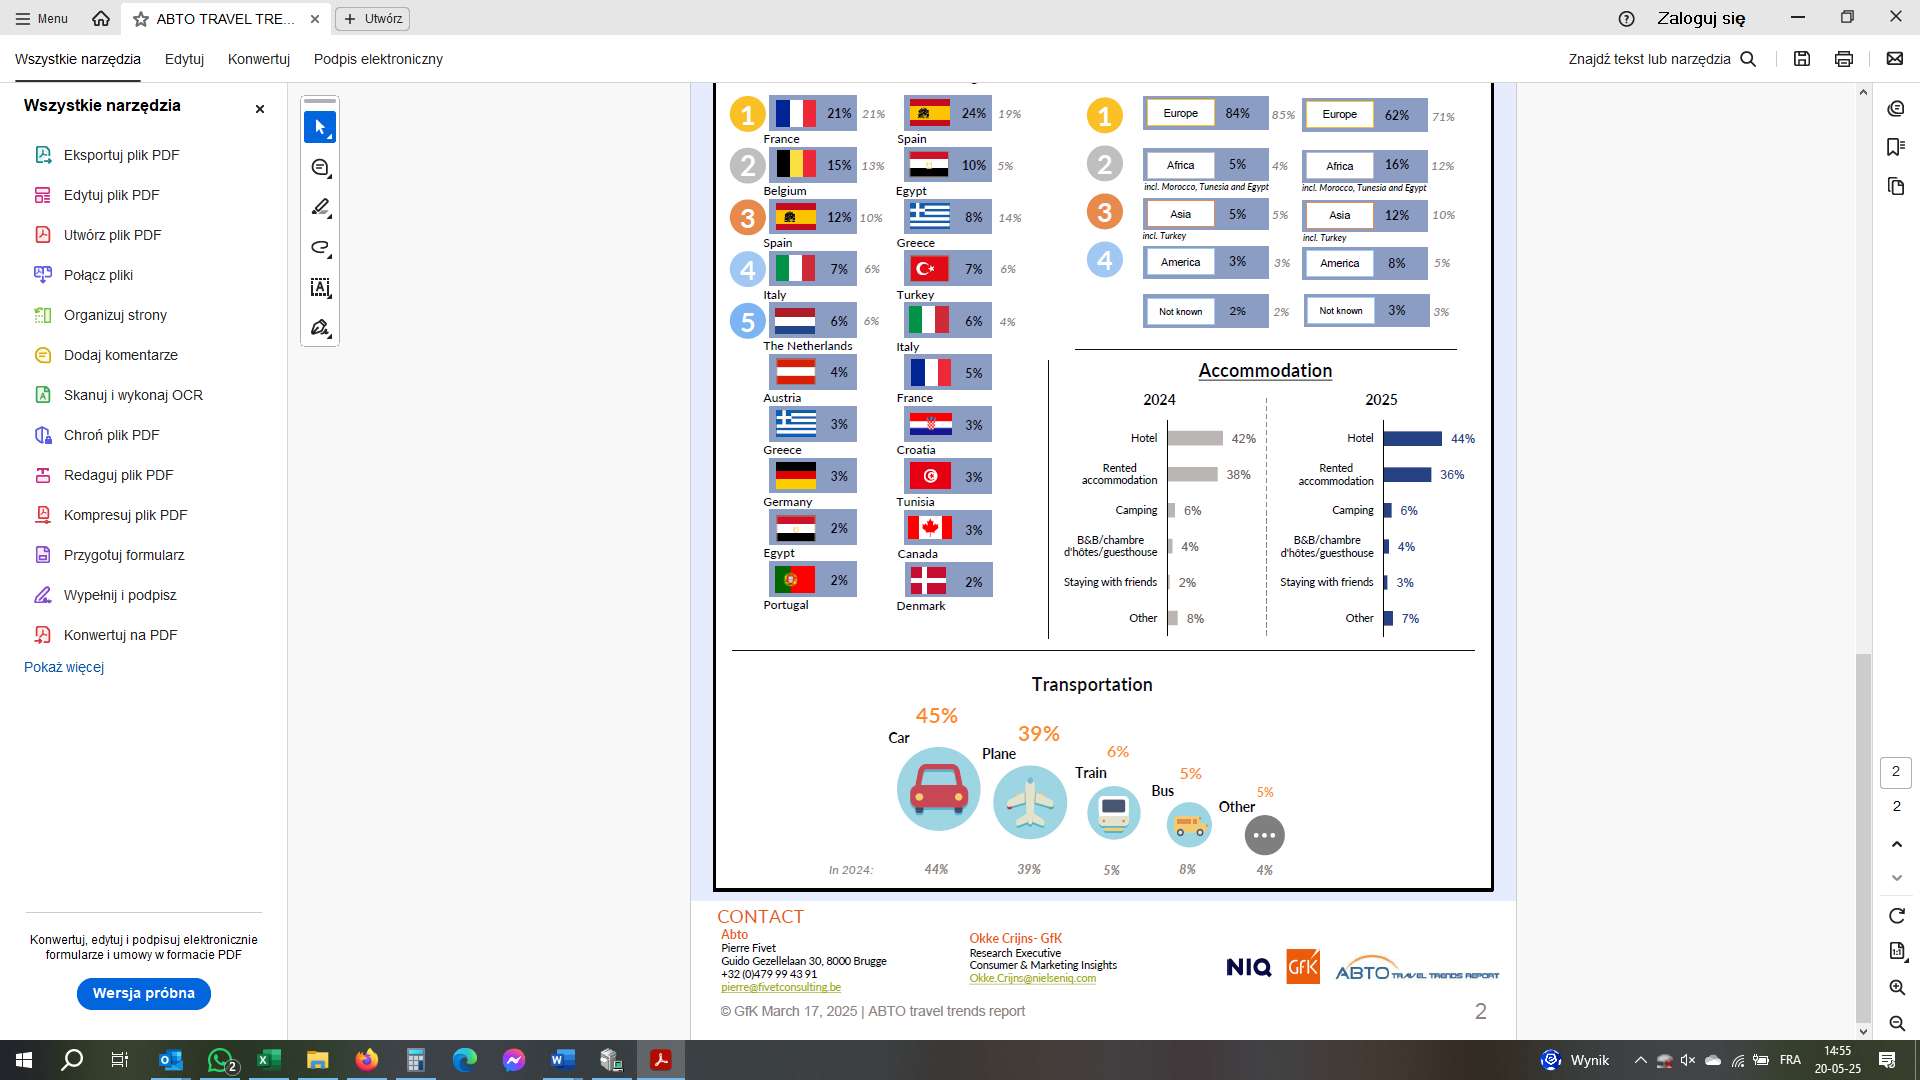 Menu
ABTO TRAVEL TRE...
Utwórz
Zaloguj się
Wszystkie narzędzia
Edytuj
Konwertuj
Podpis elektroniczny
Znajdź tekst lub narzędzia
Wszystkie narzędzia
Eksportuj plik PDF
Edytuj plik PDF
Utwórz plik PDF
Połącz pliki
Organizuj strony
Dodaj komentarze
Skanuj i wykonaj OCR
Chroń plik PDF
Redaguj plik PDF
Kompresuj plik PDF
Przygotuj formularz
Wypełnij i podpisz
Konwertuj na PDF
Pokaż więcej
Konwertuj, edytuj i podpisuj elektronicznie
formularze i umowy w formacie PDF
Wersja próbna
1 21% 21% 24% 19%
France Spain
2 15% 13% 10% 5%
Belgium Egypt
3 12% 10% 8% 14%
Spain Greece
4 7% 6% 7% 6%
Italy Turkey
5 6% 6% 6% 4%
The Netherlands Italy
4% 5%
Austria France
3% 3%
Greece Croatia
3% 3%
Germany Tunisia
2% 3%
Egypt Canada
2% 2%
Portugal Denmark
1 Europe 84% 85% Europe 62% 71%
2 Africa 5% 4% Africa 16% 12%
incl. Morocco, Tunesia and Egypt incl. Morocco, Tunesia and Egypt
3 Asia 5% 5% Asia 12% 10%
incl. Turkey incl. Turkey
4 America 3% 3% America 8% 5%
Not known 2% 2% Not known 3% 3%
Accommodation
2024 2025
Hotel 42% Hotel 44%
Rented
accommodation 38%
Rented
accommodation 36%
Camping 6% Camping 6%
B&B/chambre
d'hôtes/guesthouse 4%
B&B/chambre
d'hôtes/guesthouse 4%
Staying with friends 2% Staying with friends 3%
Other 8% Other 7%
Transportation
45%
Car
39%
Plane
6%
Train
5%
Bus
5%
Other
In 2024: 44% 39% 5% 8% 4%
CONTACT
Abto
Pierre Fivet
Guido Gezellelaan 30, 8000 Brugge
+32 (0)479 99 43 91
pierre@fivetconsulting.be
Okke Crijns- GfK
Research Executive
Consumer & Marketing Insights
Okke.Crijns@nielseniq.com
NIQ
GfK
ABTO TRAVEL TRENDS REPORT
© GfK March 17, 2025 | ABTO travel trends report
2
2
2
1:1
2
Wynik
FRA
14:55
20-05-25